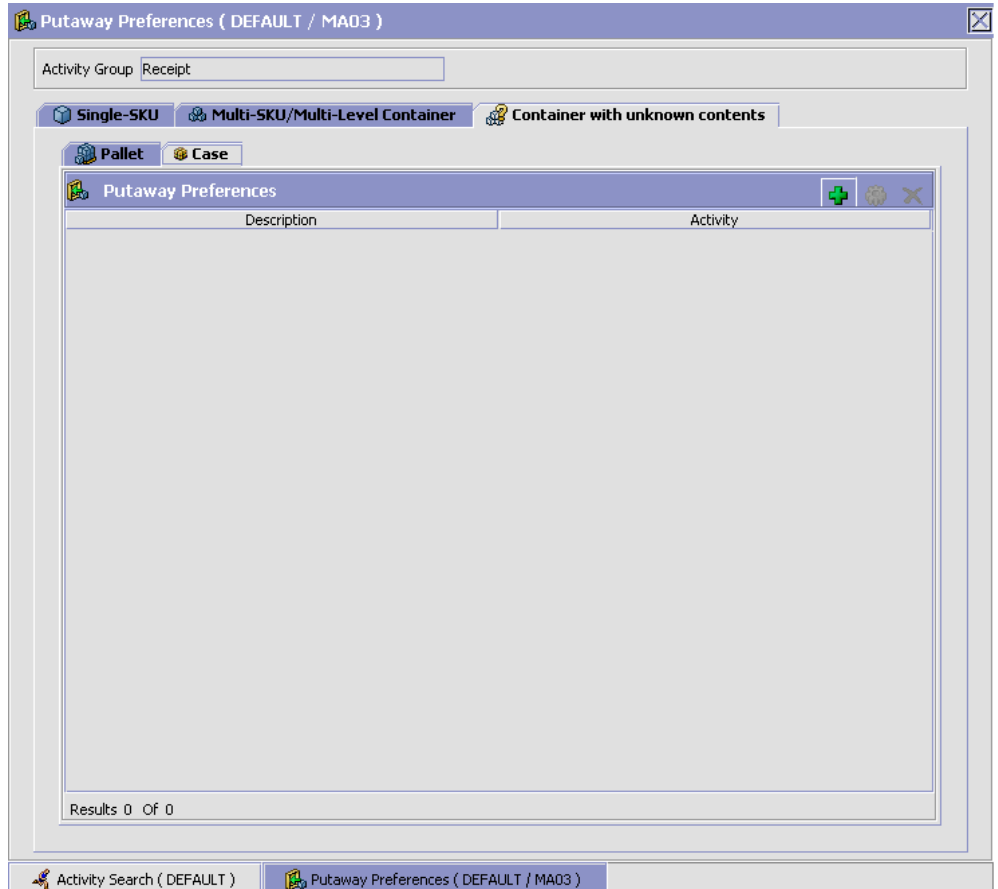 Putaway Preferences ( DEFAULT / MA03 )
Activity Group Receipt
Single-SKU Multi-SKU/Multi-Level Container Container with unknown contents
Pallet Case
Putaway Preferences
Description Activity
Results 0 Of 0
Activity Search ( DEFAULT ) Putaway Preferences ( DEFAULT / MA03 )